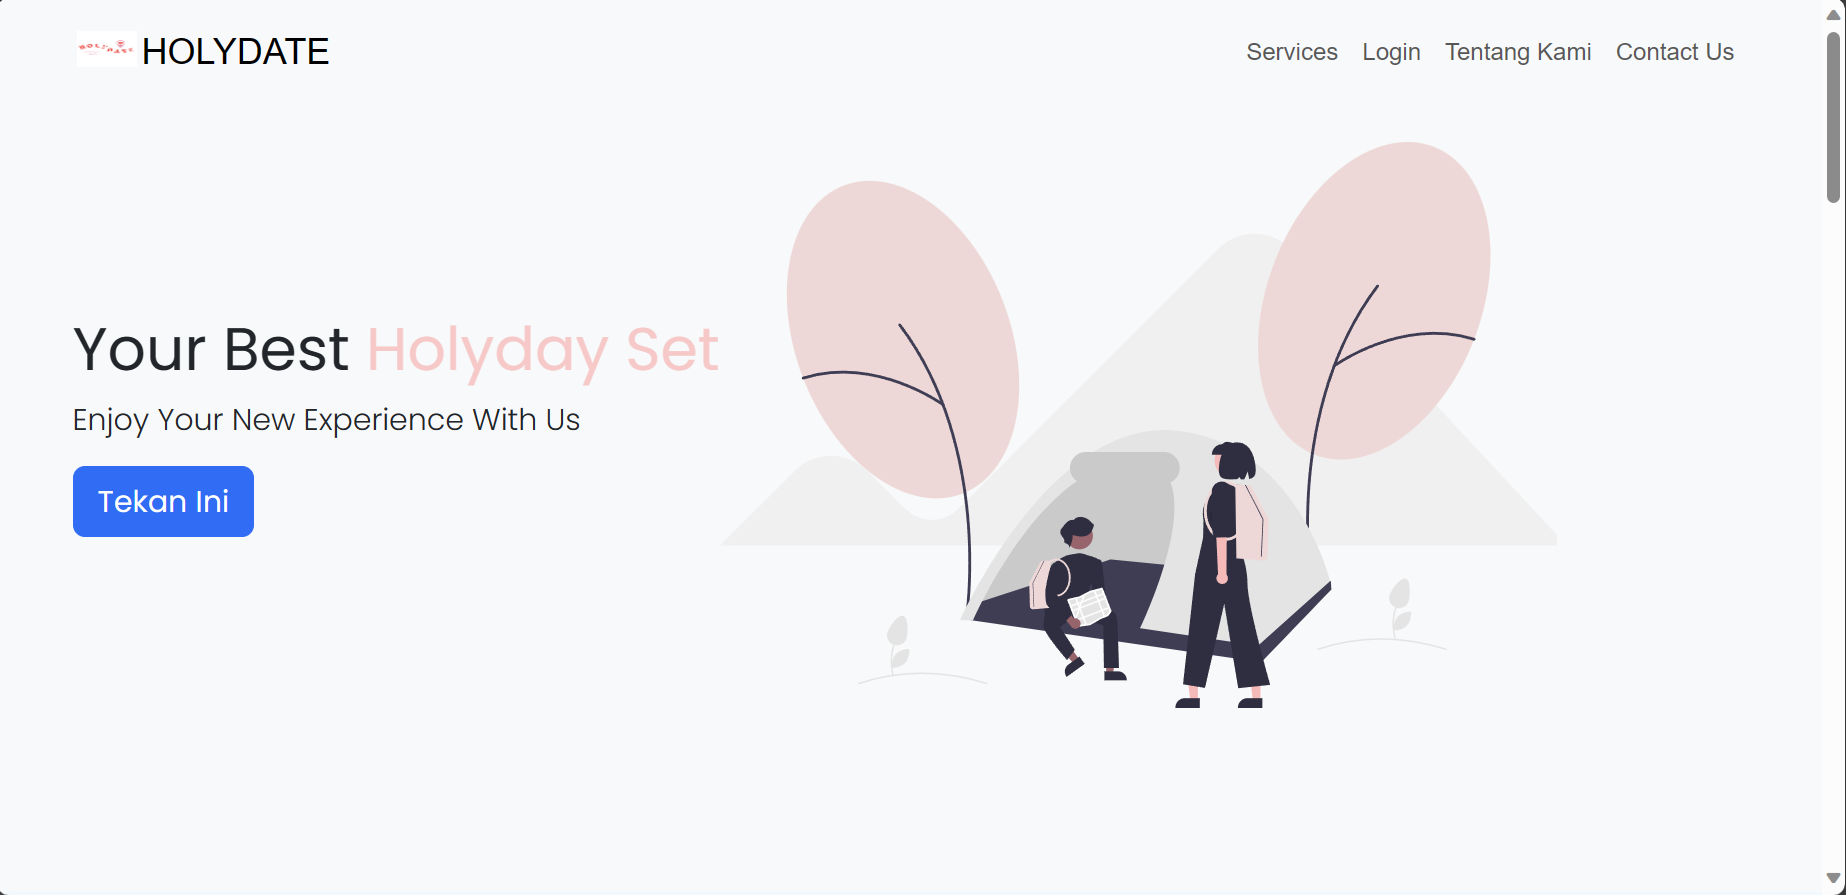 HOLYDATE
Services Login Tentang Kami Contact Us
Your Best Holyday Set
Enjoy Your New Experience With Us
Tekan Ini